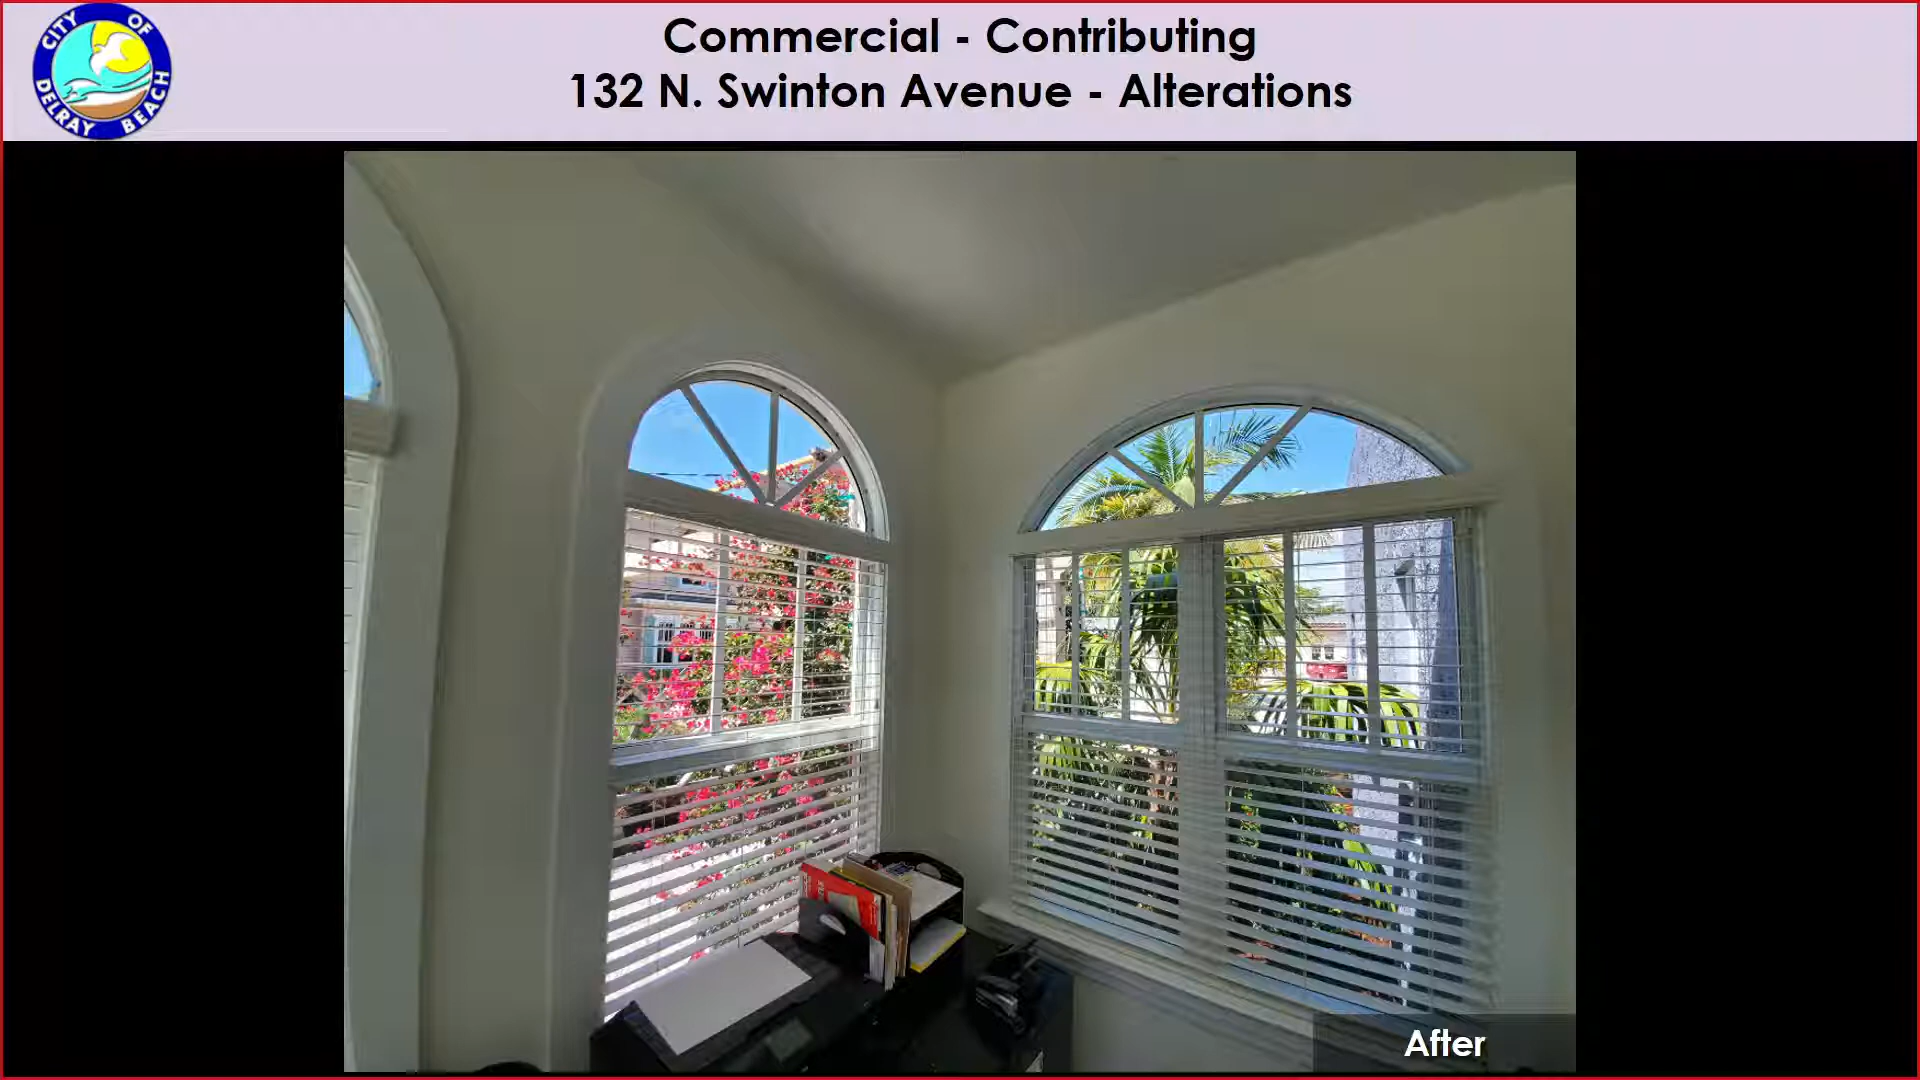 CITY OF
DELRAY BEACH
Commercial - Contributing
132 N. Swinton Avenue - Alterations
After